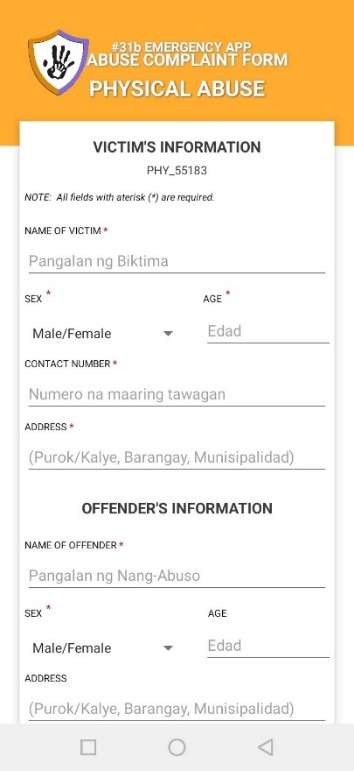 #31b EMERGENCY APP
ABUSE COMPLAINT FORM
PHYSICAL ABUSE
VICTIM'S INFORMATION
PHY_55183
NOTE: All fields with aterisk (*) are required.
NAME OF VICTIM *
Pangalan ng Biktima
SEX * AGE *
Male/Female Edad
CONTACT NUMBER *
Numero na maaring tawagan
ADDRESS *
(Purok/Kalye, Barangay, Munisipalidad)
OFFENDER'S INFORMATION
NAME OF OFFENDER *
Pangalan ng Nang-Abuso
SEX * AGE
Male/Female Edad
ADDRESS
(Purok/Kalye, Barangay, Munisipalidad)